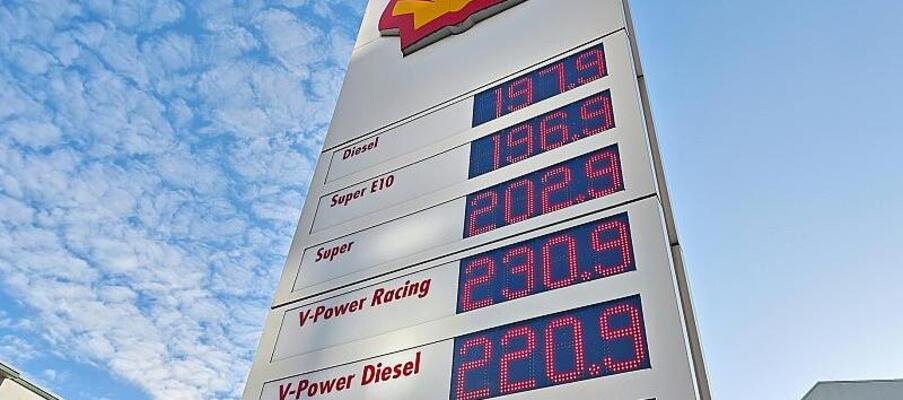 Diesel 197.9
Super E10 196.9
Super 202.9
V-Power Racing 230.9
V-Power Diesel 220.9